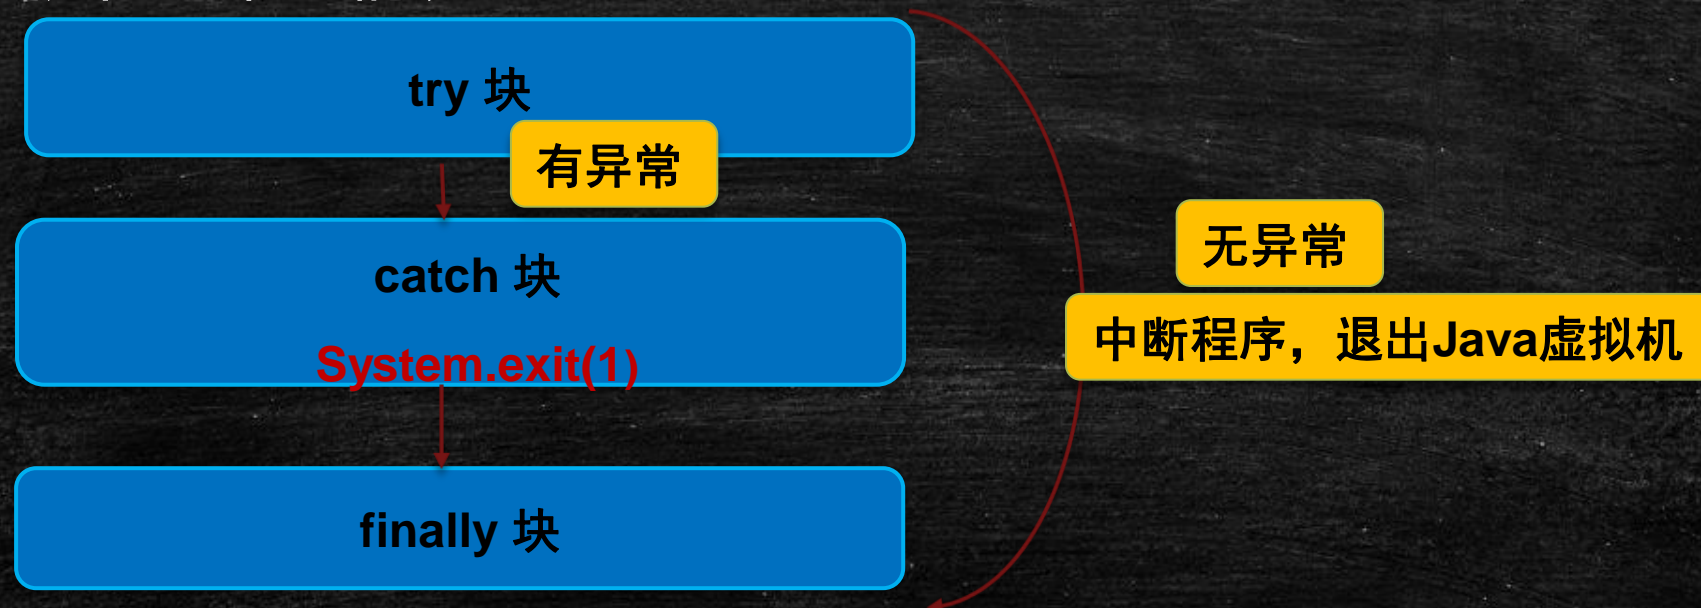 try 块
有异常
catch 块
无异常
中断程序，退出Java虚拟机
System.exit(1)
finally 块